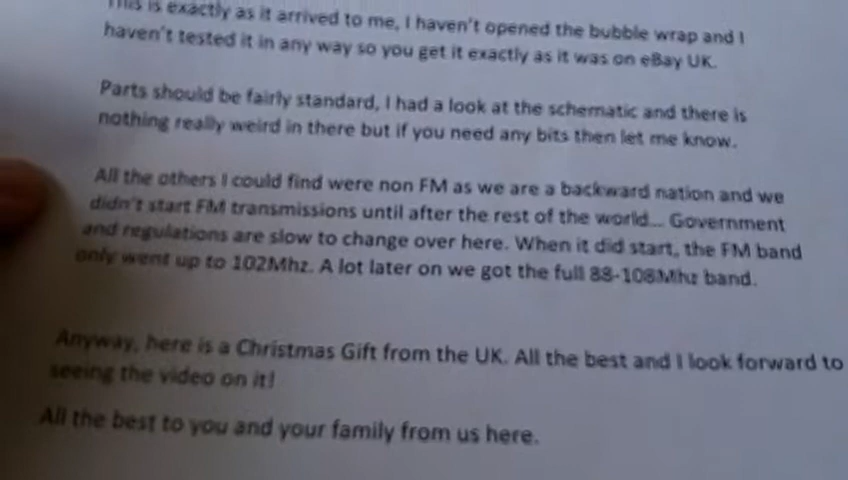 This is exactly as it arrived to me, I haven't opened the bubble wrap and I
haven't tested it in any way so you get it exactly as it was on eBay UK.
Parts should be fairly standard, I had a look at the schematic and there is
nothing really weird in there but if you need any bits then let me know.
All the others I could find were non FM as we are a backward nation and we
didn't start FM transmissions until after the rest of the world... Government
and regulations are slow to change over here. When it did start, the FM band
only went up to 102Mhz. A lot later on we got the full 88-108Mhz band.
Anyway, here is a Christmas Gift from the UK. All the best and I look forward to
seeing the video on it!
All the best to you and your family from us here.